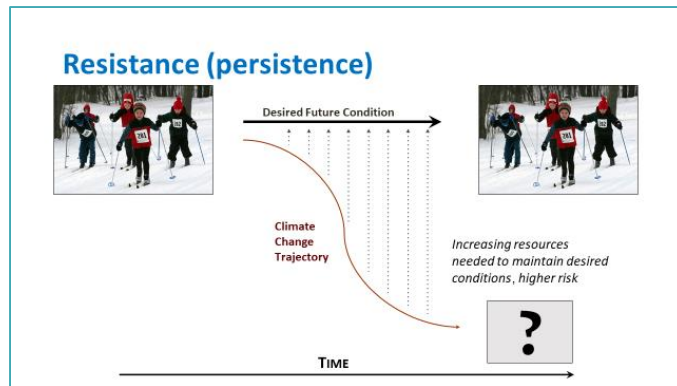 Resistance (persistence)
Desired Future Condition
Climate
Change
Trajectory
Increasing resources
needed to maintain desired
conditions, higher risk
?
TIME